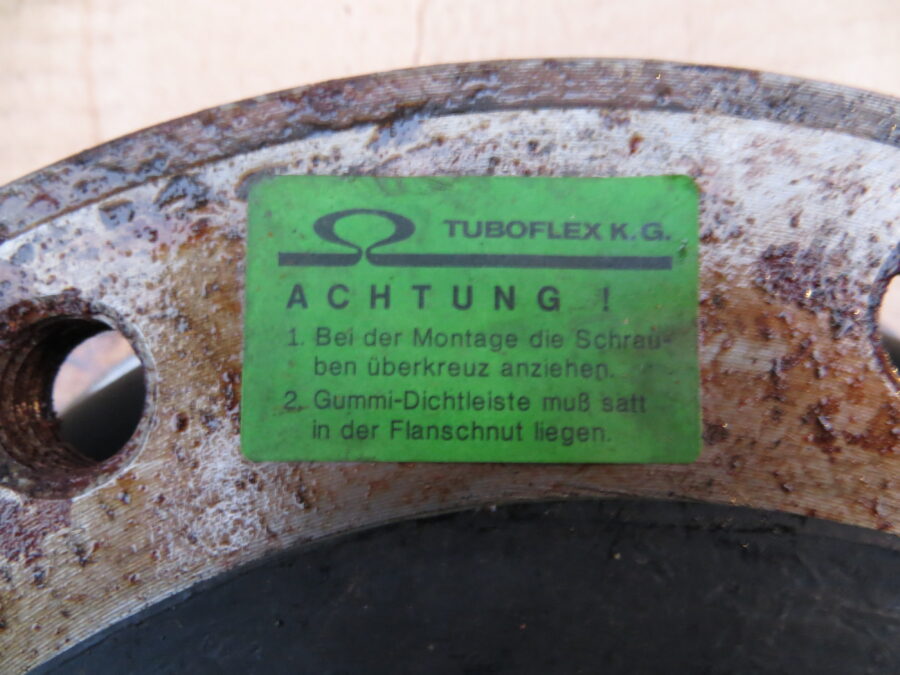 TUBOFLEX K.G.
ACHTUNG !
1. Bei der Montage die Schrau-
ben überkreuz anziehen.
2. Gummi-Dichtleiste muß satt
in der Flanschnut liegen.